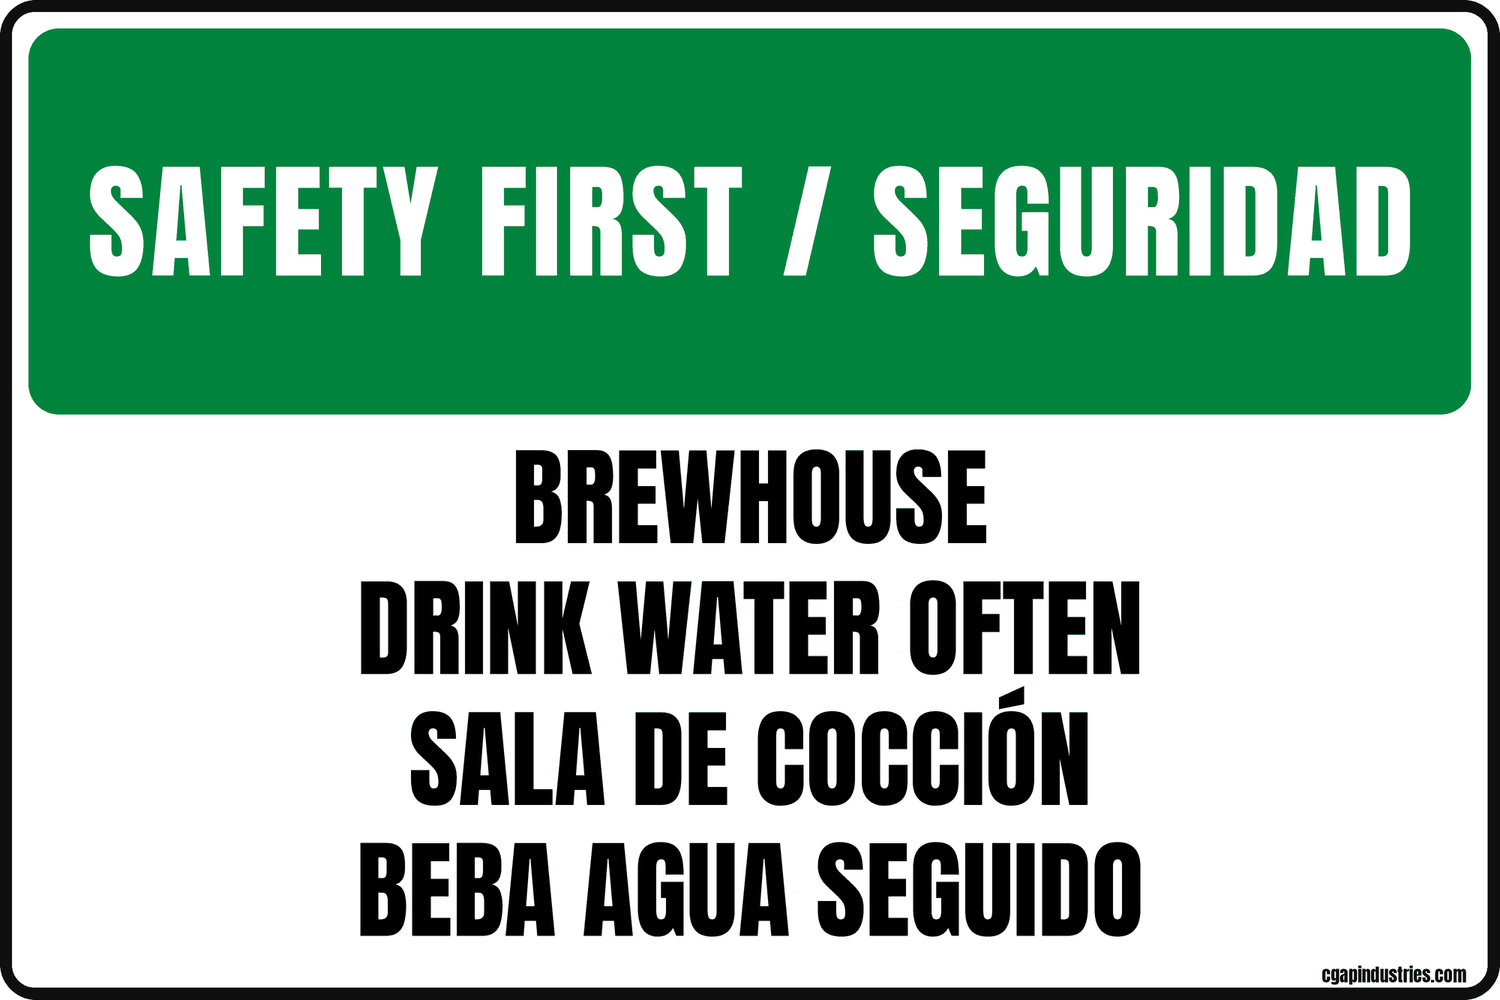 SAFETY FIRST / SEGURIDAD
BREWHOUSE
DRINK WATER OFTEN
SALA DE COCCIÓN
BEBA AGUA SEGUIDO
cgapindustries.com